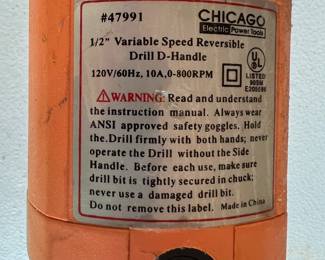 #47991
CHICAGO
Electric Power Tools
1/2" Variable Speed Reversible
Drill D-Handle
120V/60Hz, 10A,0-800RPM
UL
LISTED
WARNING: Read and understand
the instruction manual. Always wear
ANSI approved safety goggles. Hold
the.Drill firmly with both hands; never
operate the Drill without the Side
Handle. Before each use, make sure
drill bit is tightly secured in chuck;
never use a damaged drill bit.
Do not remove this label. Made in China